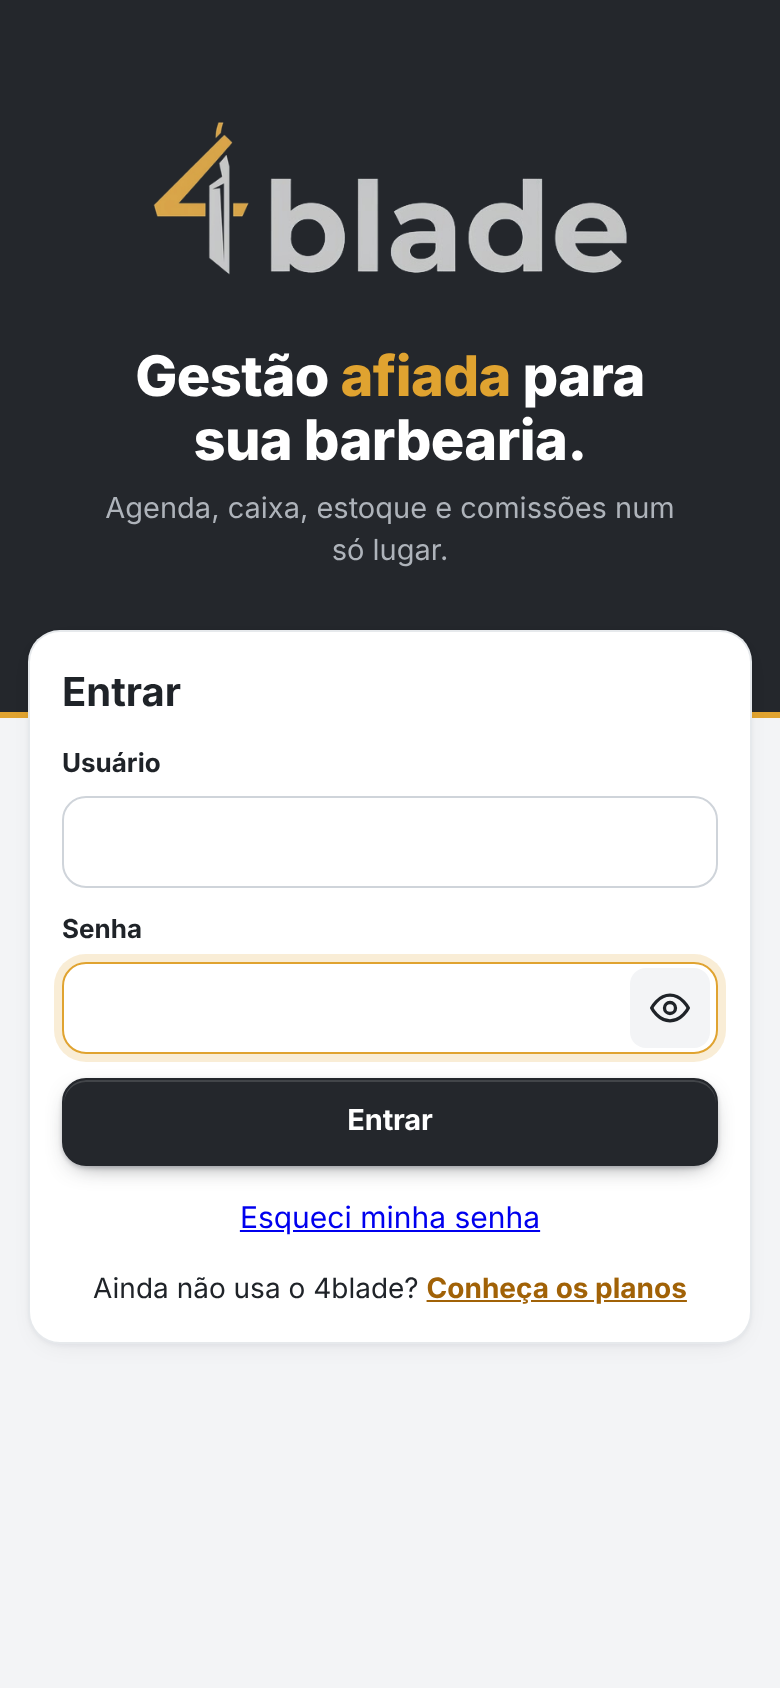 4blade
Gestão afiada para
sua barbearia.
Agenda, caixa, estoque e comissões num
só lugar.
Entrar
Usuário
Senha
Entrar
Esqueci minha senha
Ainda não usa o 4blade? Conheça os planos